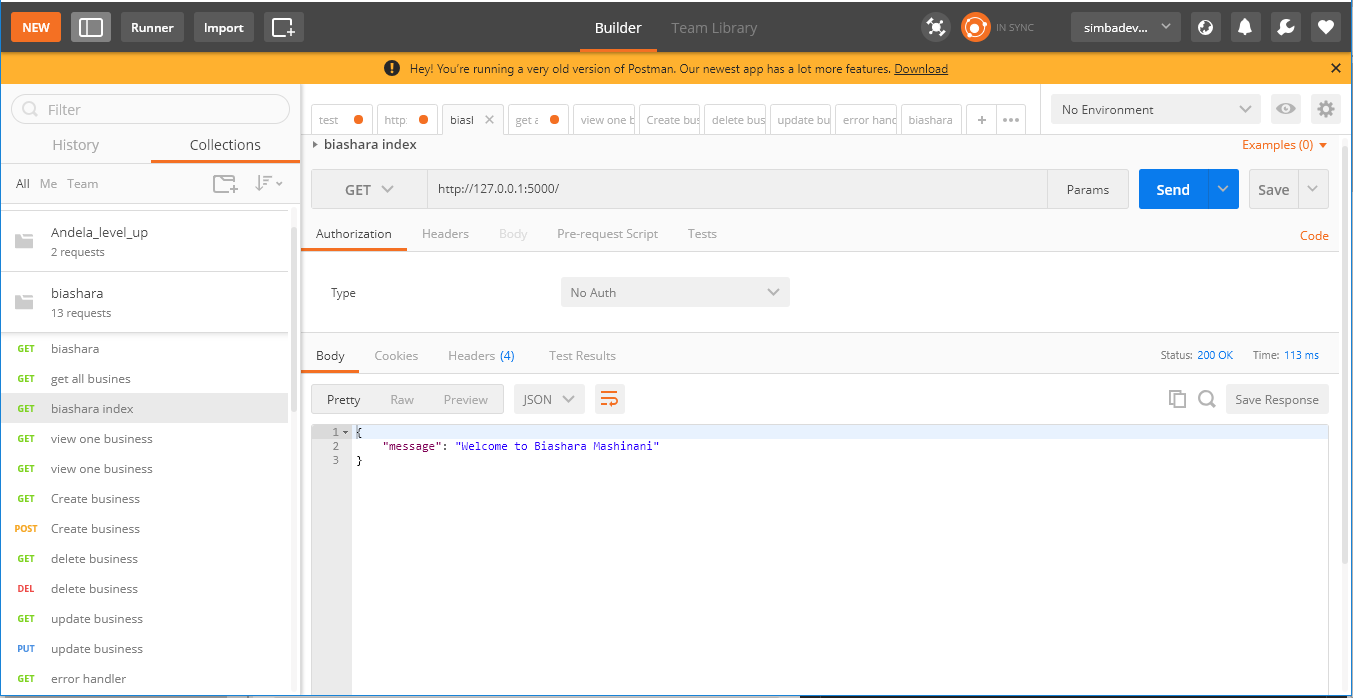 NEW Runner Import Builder Team Library IN SYNC simbadev...
Hey! You're running a very old version of Postman. Our newest app has a lot more features. Download
Filter
History Collections
All Me Team
Andela_level_up
2 requests
biashara
13 requests
GET biashara
GET get all busines
GET biashara index
GET view one business
GET view one business
GET Create business
POST Create business
GET delete business
DEL delete business
GET update business
PUT update business
GET error handler
test http: biasl get a view one b Create bus delete bus update bu error hand biashara + •••
No Environment
biashara index Examples (0)
GET http://127.0.0.1:5000/ Params Send Save
Authorization Headers Body Pre-request Script Tests Code
Type No Auth
Body Cookies Headers (4) Test Results Status: 200 OK Time: 113 ms
Pretty Raw Preview JSON Save Response
1 {
2 "message": "Welcome to Biashara Mashinani"
3 }